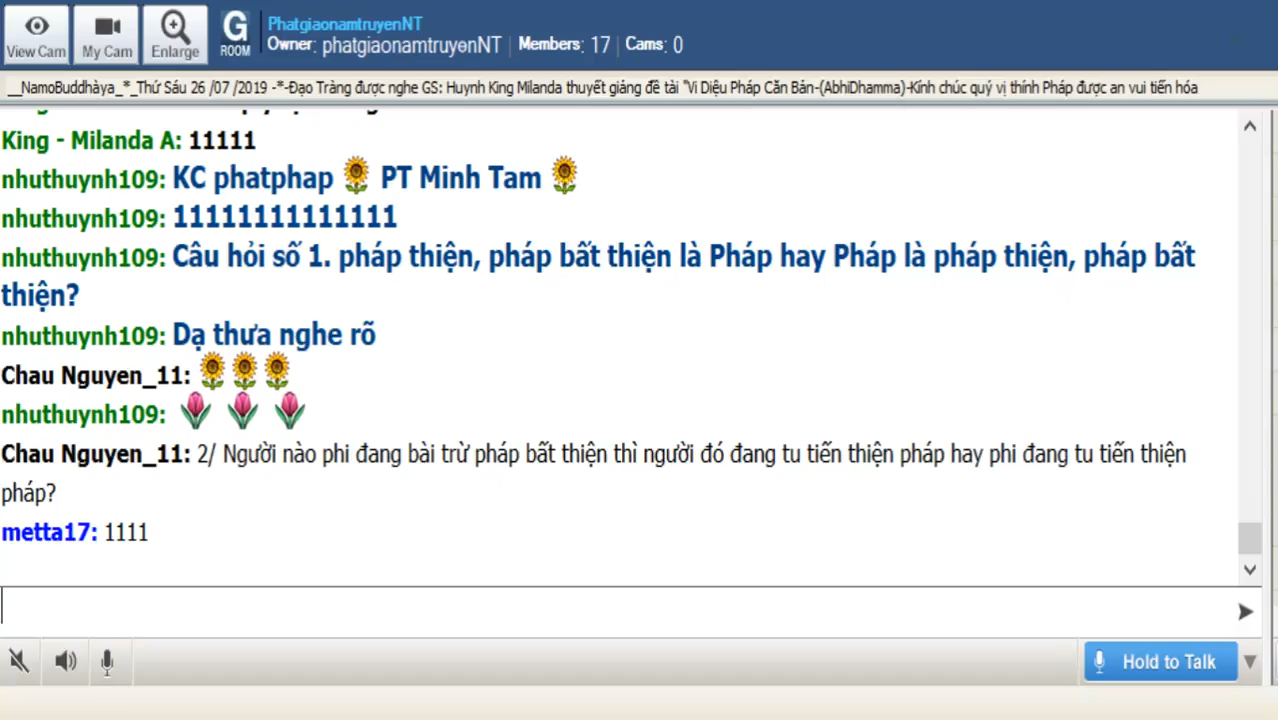 View Cam
My Cam
Enlarge
G
ROOM
PhatgiaonamtruyenNT
Owner: phatgiaonamtruyenNT | Members: 17 | Cams: 0
__NamoBuddhàya_*_Thứ Sáu 26 /07 /2019 -*-Đạo Tràng được nghe GS: Huynh King Milanda thuyết giảng đề tài "Vi Diệu Pháp Căn Bản-(AbhiDhamma)-Kính chúc quý vị thính Pháp được an vui tiến hóa
King - Milanda A: 11111
nhuthuynh109: KC phatphap 🌻 PT Minh Tam 🌻
nhuthuynh109: 11111111111111
nhuthuynh109: Câu hỏi số 1. pháp thiện, pháp bất thiện là Pháp hay Pháp là pháp thiện, pháp bất
thiện?
nhuthuynh109: Dạ thưa nghe rõ
Chau Nguyen_11: 🌻🌻🌻
nhuthuynh109: 🌷 🌷 🌷
Chau Nguyen_11: 2/ Người nào phi đang bài trừ pháp bất thiện thì người đó đang tu tiến thiện pháp hay phi đang tu tiến thiện
pháp?
metta17: 1111
Hold to Talk